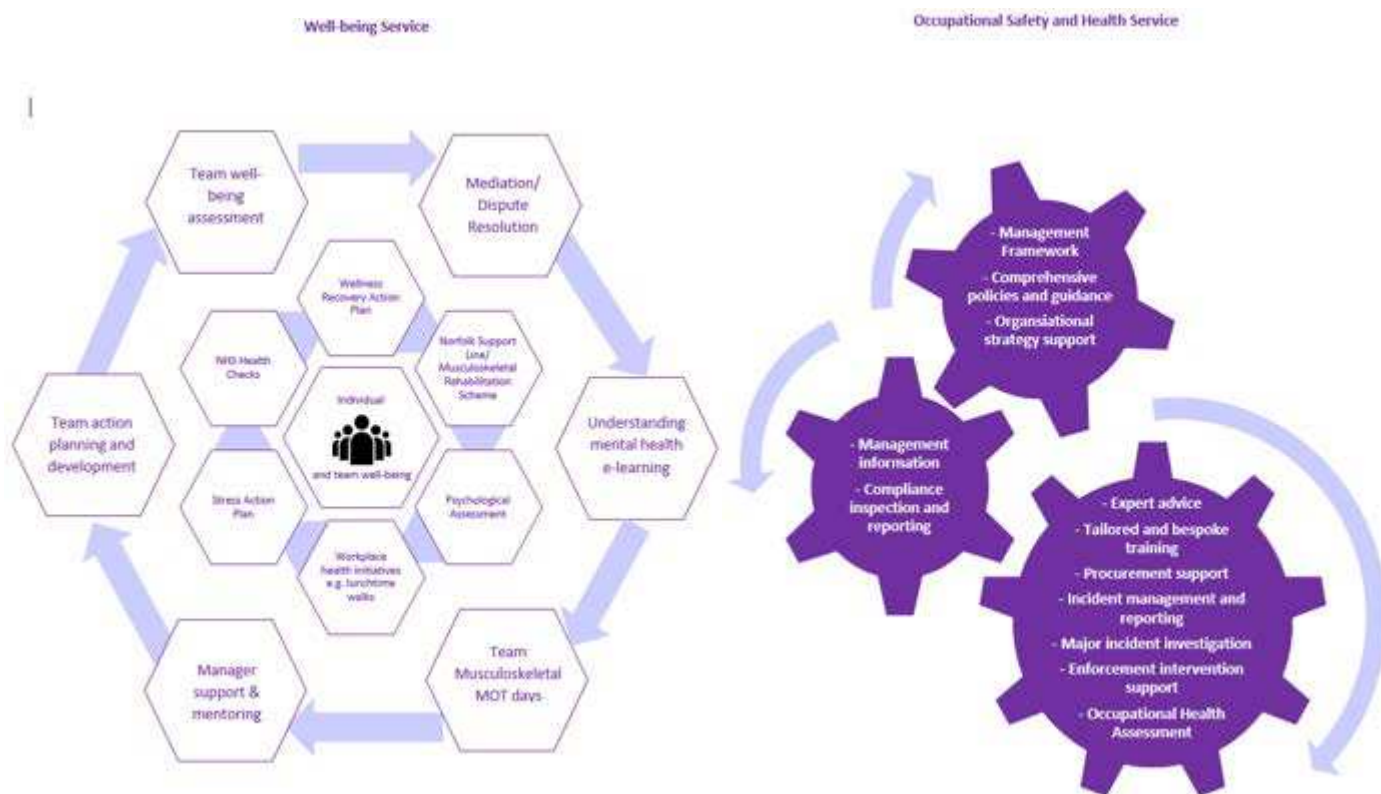 Well-being Service
Occupational Safety and Health Service
Team well-
being
assessment
Mediation/
Dispute
Resolution
Wellness
Recovery Action
Plan
Health
Checks
Norfolk Support
Line/
Musculoskeletal
Rehabilitation
Scheme
Individual
and team well-being
Team action
planning and
development
Understanding
mental health
e-learning
Stress Action
Plan
Psychological
Assessment
Workplace
health initiatives
e.g. lunchtime
walks
Manager
support &
mentoring
Team
Musculoskeletal
MOT days
- Management
Framework
- Comprehensive
policies and guidance
- Organsiational
strategy support
- Management
information
- Compliance
inspection and
reporting
- Expert advice
- Tailored and bespoke
training
- Procurement support
- Incident management and
reporting
- Major incident investigation
- Enforcement intervention
support
- Occupational Health
Assessment